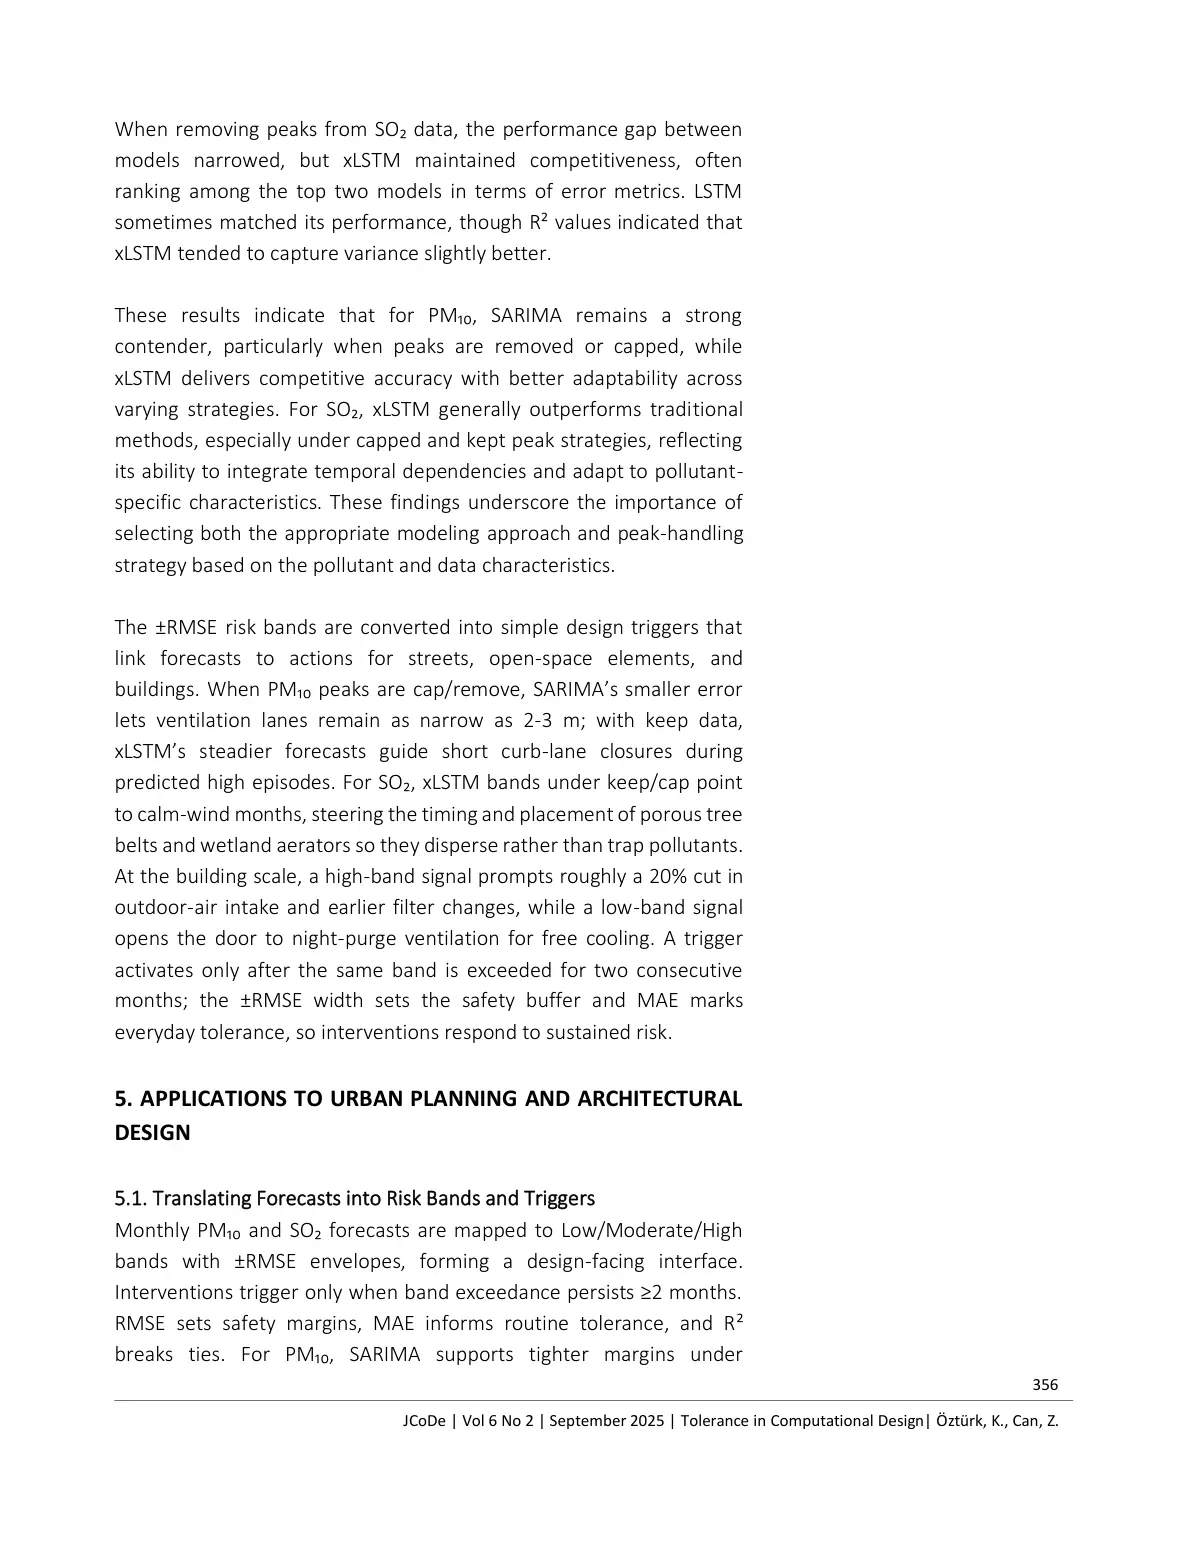 When removing peaks from SO₂ data, the performance gap between
models narrowed, but xLSTM maintained competitiveness, often
ranking among the top two models in terms of error metrics. LSTM
sometimes matched its performance, though R² values indicated that
xLSTM tended to capture variance slightly better.
These results indicate that for PM₁₀, SARIMA remains a strong
contender, particularly when peaks are removed or capped, while
xLSTM delivers competitive accuracy with better adaptability across
varying strategies. For SO₂, xLSTM generally outperforms traditional
methods, especially under capped and kept peak strategies, reflecting
its ability to integrate temporal dependencies and adapt to pollutant-
specific characteristics. These findings underscore the importance of
selecting both the appropriate modeling approach and peak-handling
strategy based on the pollutant and data characteristics.
The ±RMSE risk bands are converted into simple design triggers that
link forecasts to actions for streets, open-space elements, and
buildings. When PM₁₀ peaks are cap/remove, SARIMA’s smaller error
lets ventilation lanes remain as narrow as 2-3 m; with keep data,
xLSTM’s steadier forecasts guide short curb-lane closures during
predicted high episodes. For SO₂, xLSTM bands under keep/cap point
to calm-wind months, steering the timing and placement of porous tree
belts and wetland aerators so they disperse rather than trap pollutants.
At the building scale, a high-band signal prompts roughly a 20% cut in
outdoor-air intake and earlier filter changes, while a low-band signal
opens the door to night-purge ventilation for free cooling. A trigger
activates only after the same band is exceeded for two consecutive
months; the ±RMSE width sets the safety buffer and MAE marks
everyday tolerance, so interventions respond to sustained risk.
5. APPLICATIONS TO URBAN PLANNING AND ARCHITECTURAL
DESIGN
5.1. Translating Forecasts into Risk Bands and Triggers
Monthly PM₁₀ and SO₂ forecasts are mapped to Low/Moderate/High
bands with ±RMSE envelopes, forming a design-facing interface.
Interventions trigger only when band exceedance persists ≥2 months.
RMSE sets safety margins, MAE informs routine tolerance, and R²
breaks ties. For PM₁₀, SARIMA supports tighter margins under
356
JCoDe | Vol 6 No 2 | September 2025 | Tolerance in Computational Design| Öztürk, K., Can, Z.